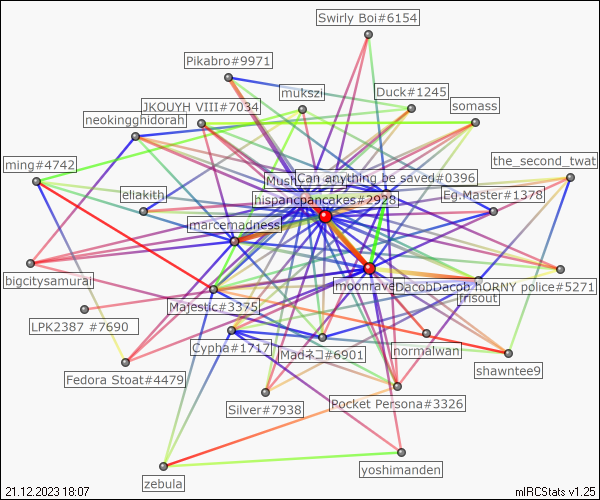 Swirly Boi#6154
Pikabro#9971
mukszi
Duck#1245
JKOUYH VIII#7034
somass
neokingghidorah
ming#4742
the_second_twat
Can anything be saved#0396
eliakith
Eg.Master#1378
hispancpancakes#2928
marcemadness
bigcitysamurai
moonrave
DacobDacob
HORNY police#5271
frisout
Majestic#3375
LPK2387 #7690
Cypha#1717
Madネコ#6901
normalwan
shawntee9
Fedora Stoat#4479
Silver#7938
Pocket Persona#3326
yoshimanden
zebula
21.12.2023 18:07
mIRCStats v1.25